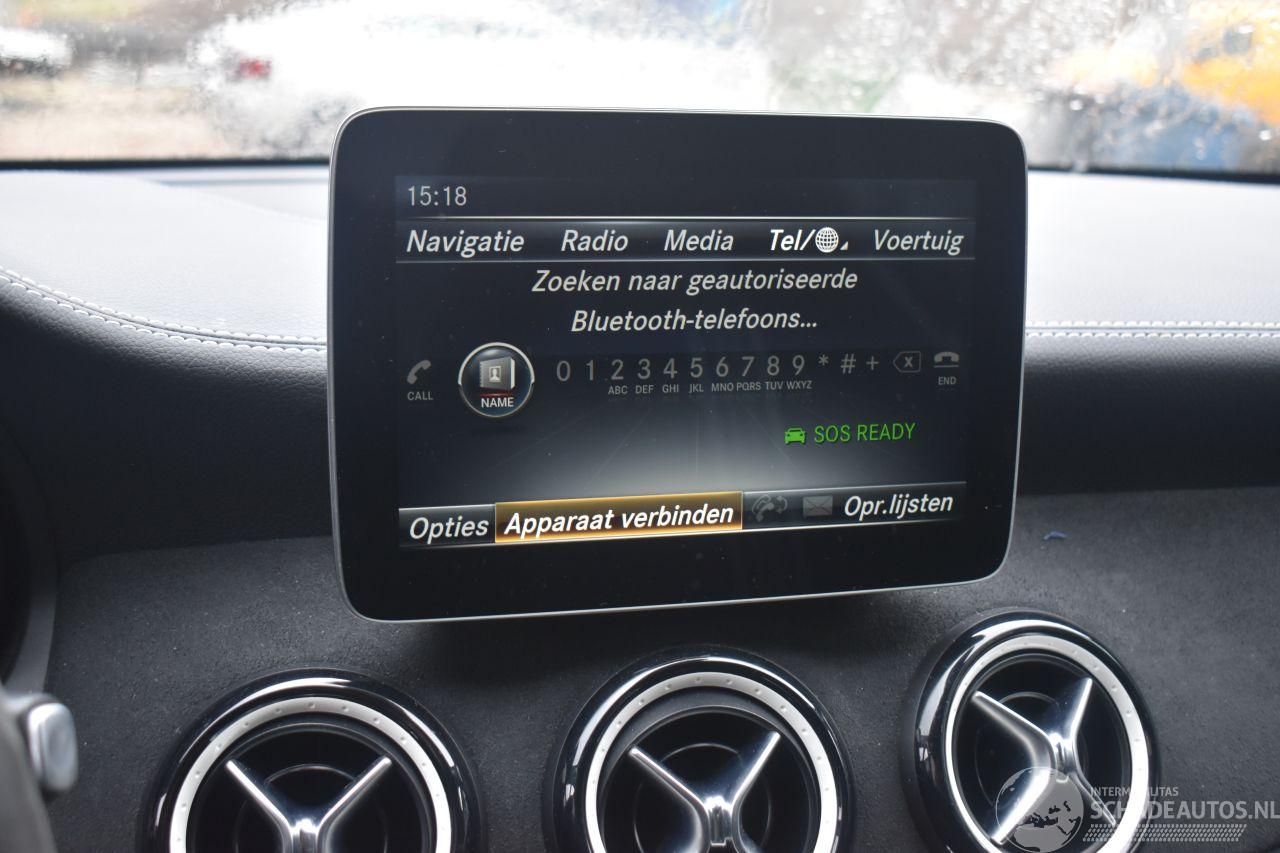 15:18
Navigatie Radio Media Tel/ Voertuig
Zoeken naar geautoriseerde
Bluetooth-telefoons...
0 1 2 3 4 5 6 7 8 9 * # +
CALL NAME ABC DEF GHI JKL MNO PQRS TUV WXYZ END
SOS READY
Opties Apparaat verbinden Opr.lijsten
INTERMOBILITAS
SCHADEAUTOS.NL